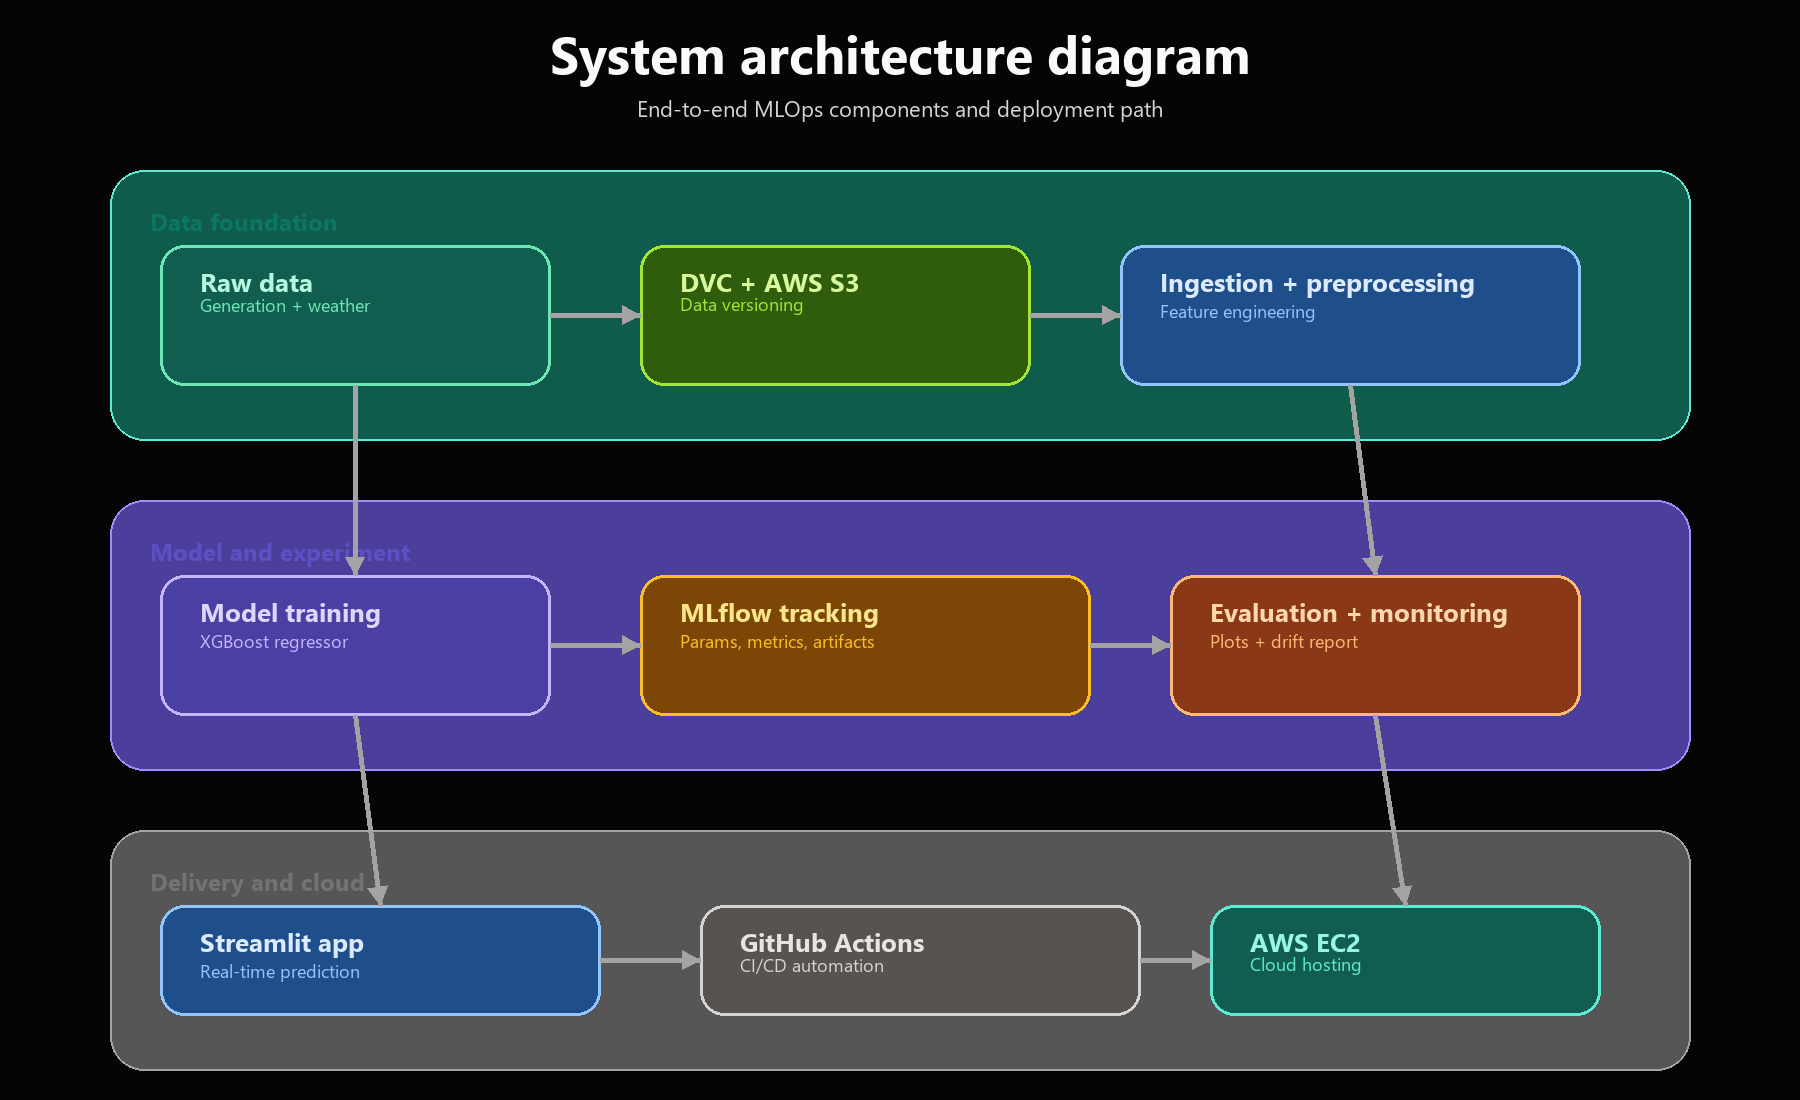 System architecture diagram
End-to-end MLOps components and deployment path
Data foundation
Raw data
Generation + weather
DVC + AWS S3
Data versioning
Ingestion + preprocessing
Feature engineering
Model and experiment
Model training
XGBoost regressor
MLflow tracking
Params, metrics, artifacts
Evaluation + monitoring
Plots + drift report
Delivery and cloud
Streamlit app
Real-time prediction
GitHub Actions
CI/CD automation
AWS EC2
Cloud hosting